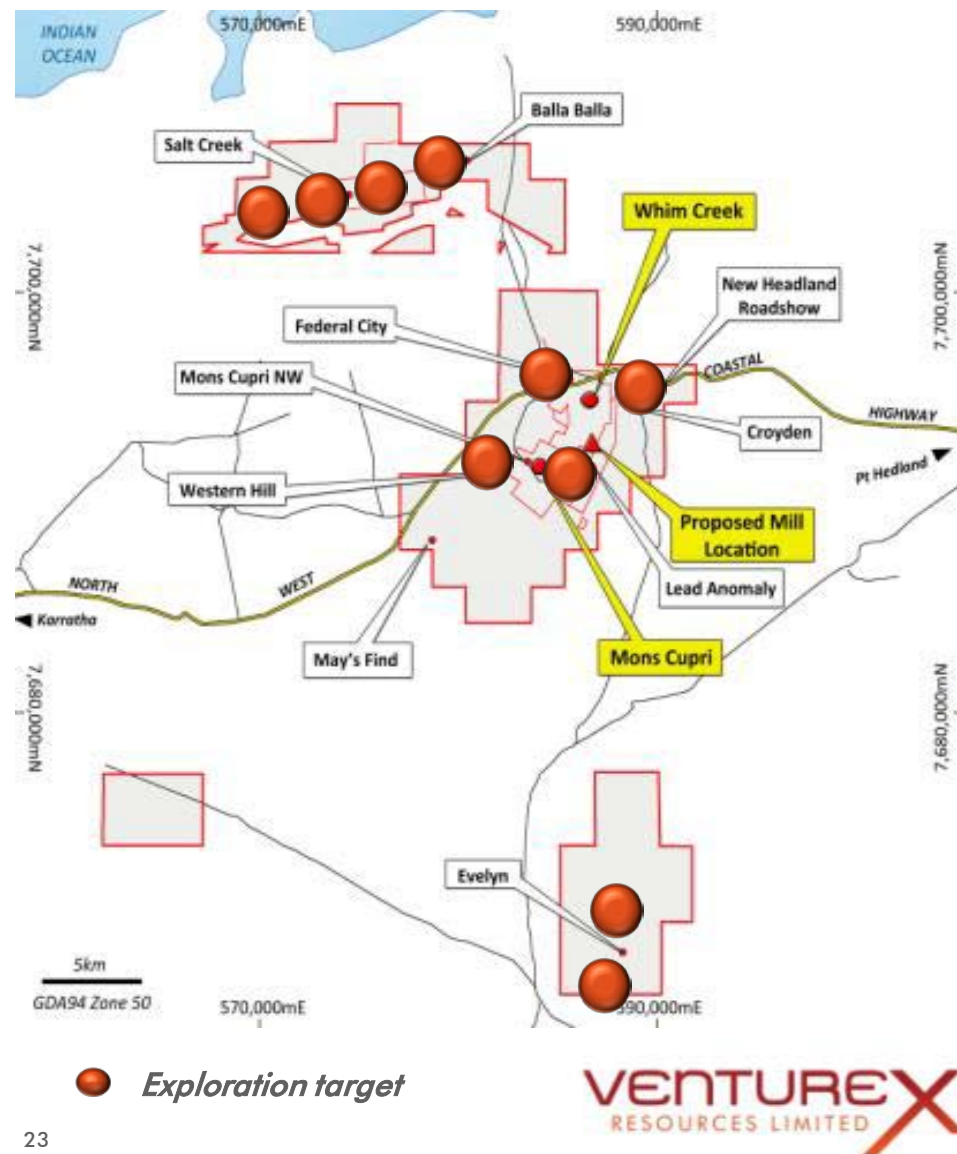 570,000mE
590,000mE
INDIAN
OCEAN
Balla Balla
Salt Creek
Whim Creek
7,700,000mN
7,700,000mN
New Headland
Roadshow
Federal City
Mons Cupri NW
COASTAL
HIGHWAY
Croyden
Pt Hedland
Western Hill
Proposed Mill
Location
Lead Anomaly
NORTH
WEST
Karratha
May's Find
Mons Cupri
7,680,000mN
7,680,000mN
Evelyn
5km
GDA94 Zone 50
570,000mE
590,000mE
Exploration target
VENTUREX
RESOURCES LIMITED
23